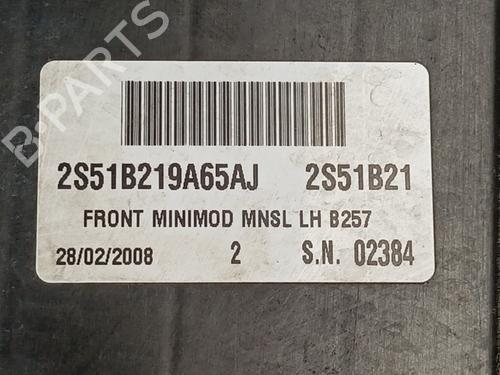 B-PARTS
2S51B219A65AJ 2S51B21
FRONT MINIMOD MNSL LH B257
28/02/2008 2 S.N. 02384